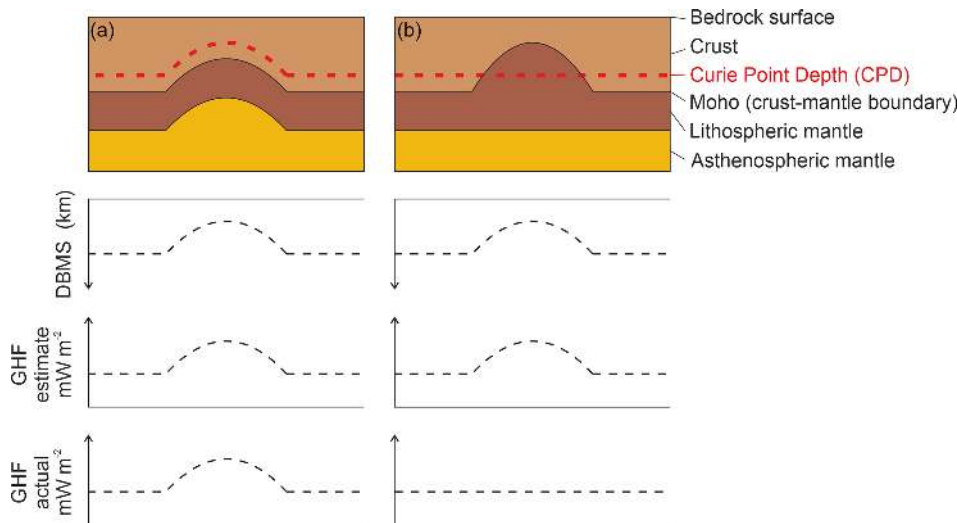 (a)
(b)
Bedrock surface
Crust
Curie Point Depth (CPD)
Moho (crust-mantle boundary)
Lithospheric mantle
Asthenospheric mantle
DBMS (km)
GHF
estimate
mW m⁻²
GHF
actual
mW m⁻²